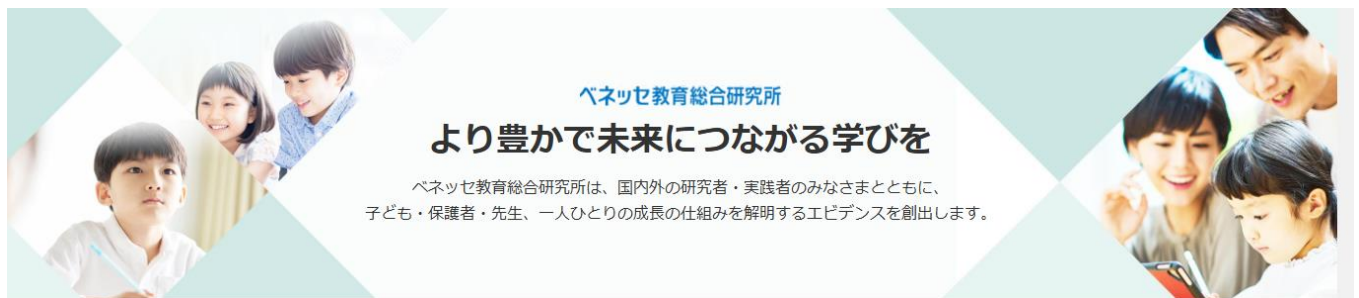 ベネッセ教育総合研究所
より豊かで未来につながる学びを
ベネッセ教育総合研究所は、国内外の研究者・実践者のみなさまとともに、
子ども・保護者・先生、一人ひとりの成長の仕組みを解明するエビデンスを創出します。